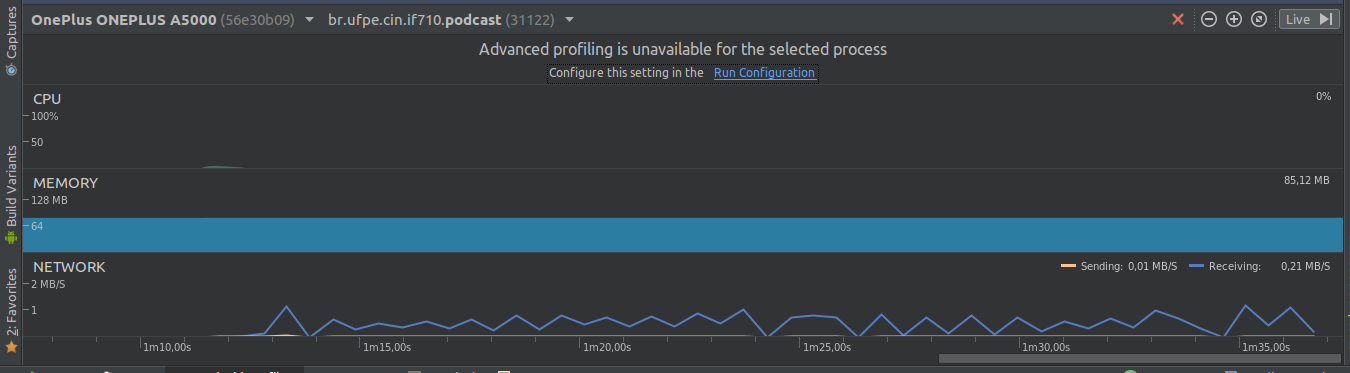 Captures
OnePlus ONEPLUS A5000 (56e30b09) br.ufpe.cin.if710.podcast (31122) Live
Advanced profiling is unavailable for the selected process
Configure this setting in the Run Configuration
CPU 0%
100%
50
Build Variants
MEMORY 85,12 MB
128 MB
64
2: Favorites
NETWORK Sending: 0,01 MB/S Receiving: 0,21 MB/S
2 MB/S
1
1m10,00s 1m15,00s 1m20,00s 1m25,00s 1m30,00s 1m35,00s